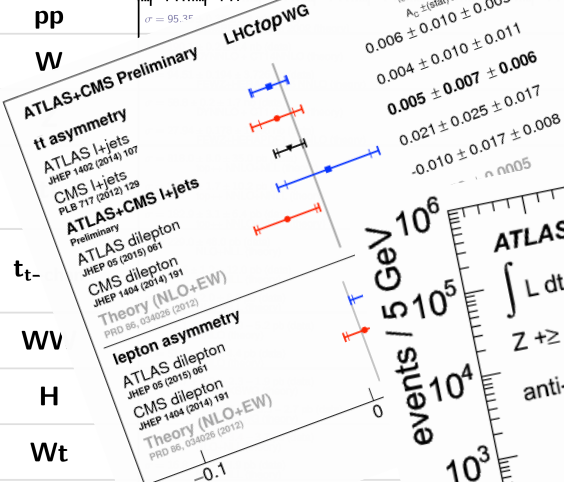 pp
W
t̄t-
H
Wt
σ = 95.35
ATLAS+CMS Preliminary
LHCtopWG
tt asymmetry
ATLAS l+jets
JHEP 1402 (2014) 107
CMS l+jets
PLB 717 (2012) 129
ATLAS+CMS l+jets
Preliminary
ATLAS dilepton
JHEP 05 (2015) 061
CMS dilepton
JHEP 1404 (2014) 191
Theory (NLO+EW)
PRD 86, 034026 (2012)
lepton asymmetry
ATLAS dilepton
JHEP 05 (2015) 061
CMS dilepton
JHEP 1404 (2014) 191
Theory (NLO+EW)
PRD 86, 034026 (2012)
−0.1
0
0.006 ± 0.010 ± 0.005
0.004 ± 0.010 ± 0.011
0.005 ± 0.007 ± 0.006
0.021 ± 0.025 ± 0.017
-0.010 ± 0.017 ± 0.008
0.0005
events / 5 GeV
10⁶
10⁵
10⁴
10³
ATLAS
∫ L dt
Z +≥
anti-